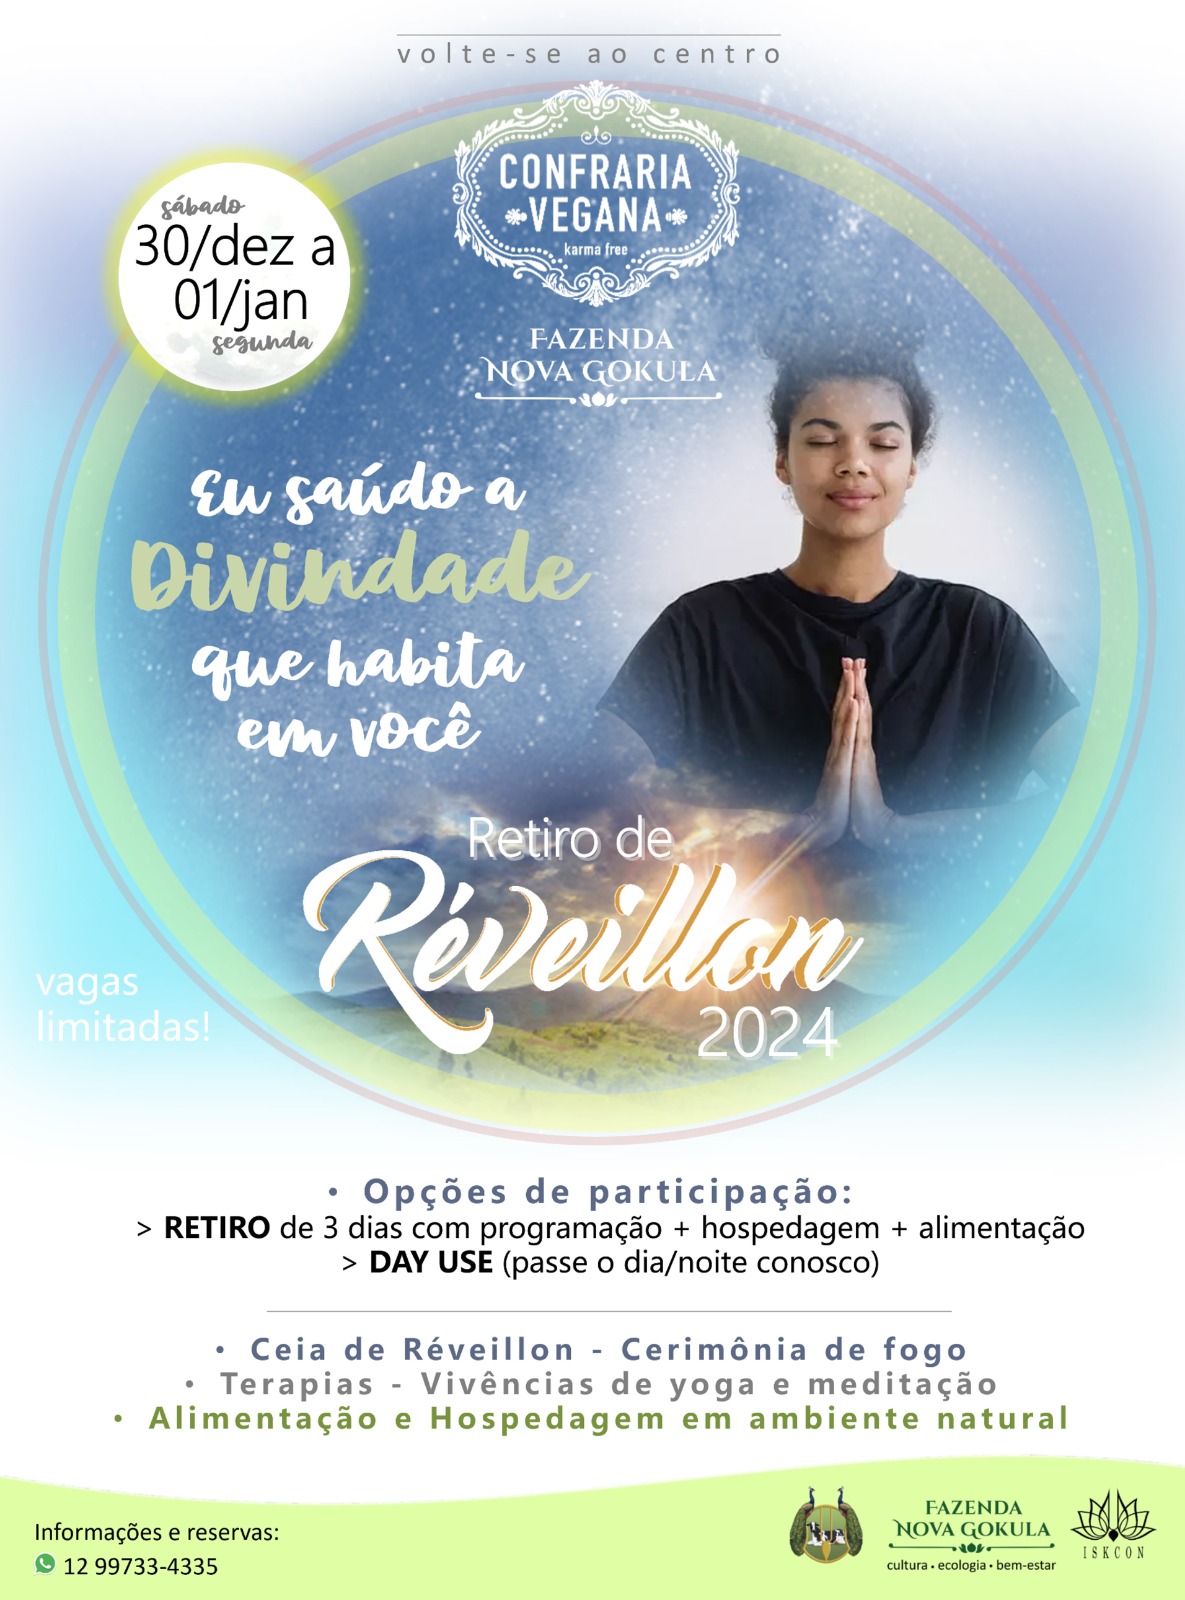 volte-se ao centro
CONFRARIA
VEGANA
karma free
sábado
30/dez a
01/jan
segunda
FAZENDA
NOVA GOKULA
Eu saúdo a
Divindade
que habita
em você
Retiro de
Réveillon
2024
vagas
limitadas!
• Opções de participação:
> RETIRO de 3 dias com programação + hospedagem + alimentação
> DAY USE (passe o dia/noite conosco)
• Ceia de Réveillon - Cerimônia de fogo
• Terapias - Vivências de yoga e meditação
• Alimentação e Hospedagem em ambiente natural
Informações e reservas:
12 99733-4335
FAZENDA
NOVA GOKULA
cultura • ecologia • bem-estar
ISKCON